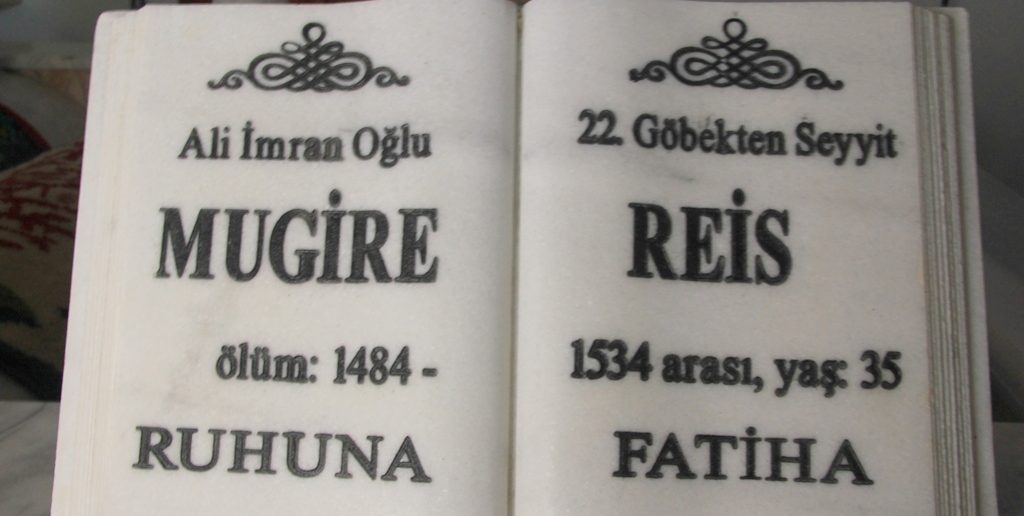 Ali İmran Oğlu 22. Göbekten Seyyit
MUGİRE REİS
ölüm: 1484 - 1534 arası, yaş: 35
RUHUNA FATİHA